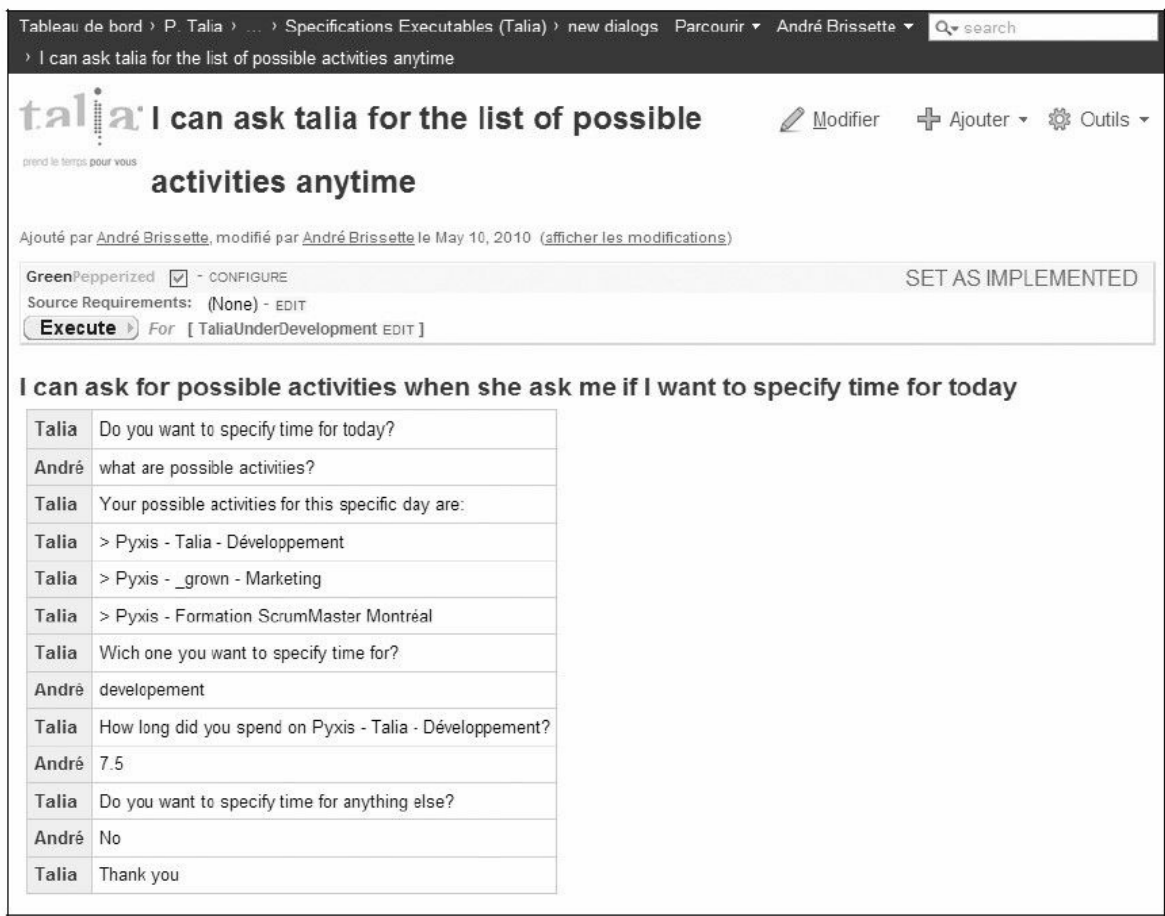 Tableau de bord › P. Talia › ... › Specifications Executables (Talia) › new dialogs Parcourir André Brissette search
› I can ask talia for the list of possible activities anytime
talia
prend le temps pour vous
I can ask talia for the list of possible
activities anytime
Modifier Ajouter Outils
Ajouté par André Brissette, modifié par André Brissette le May 10, 2010 (afficher les modifications)
GreenPepperized - CONFIGURE SET AS IMPLEMENTED
Source Requirements: (None) - EDIT
Execute For [ TaliaUnderDevelopment EDIT ]
I can ask for possible activities when she ask me if I want to specify time for today
Talia Do you want to specify time for today?
André what are possible activities?
Talia Your possible activities for this specific day are:
Talia > Pyxis - Talia - Développement
Talia > Pyxis - _grown - Marketing
Talia > Pyxis - Formation ScrumMaster Montréal
Talia Wich one you want to specify time for?
André developement
Talia How long did you spend on Pyxis - Talia - Développement?
André 7.5
Talia Do you want to specify time for anything else?
André No
Talia Thank you